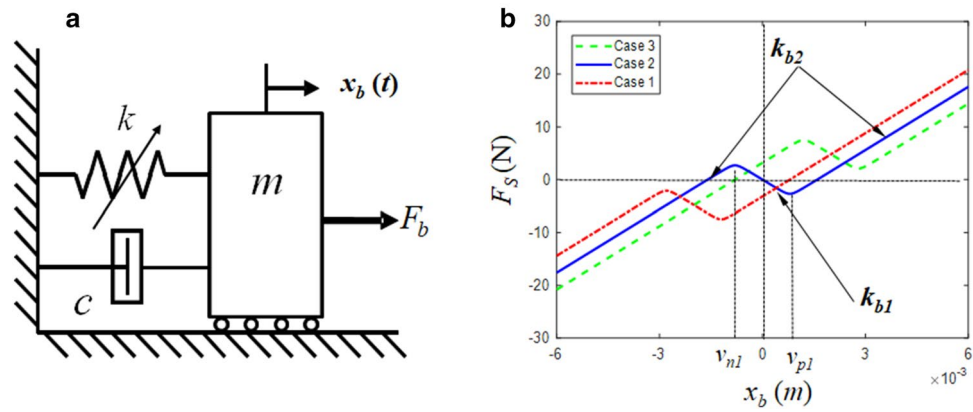 a
x_b (t)
k
m
F_b
c
b
30
20
10
0
-10
-20
-30
F_S (N)
Case 3
Case 2
Case 1
k_b2
k_b1
-6
-3
0
3
6
v_n1
v_p1
×10^-3
x_b (m)